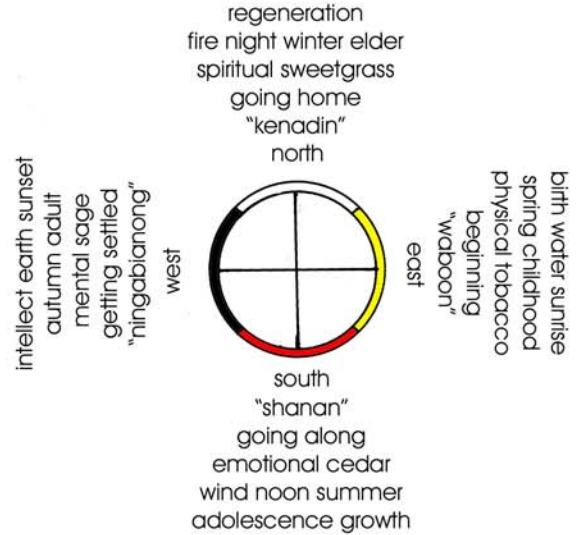 regeneration
fire night winter elder
spiritual sweetgrass
going home
“kenadin”
north
intellect earth sunset
autumn adult
mental sage
getting settled
“ningabianong”
west
birth water sunrise
spring childhood
physical tobacco
beginning
“waboon”
east
south
“shanan”
going along
emotional cedar
wind noon summer
adolescence growth